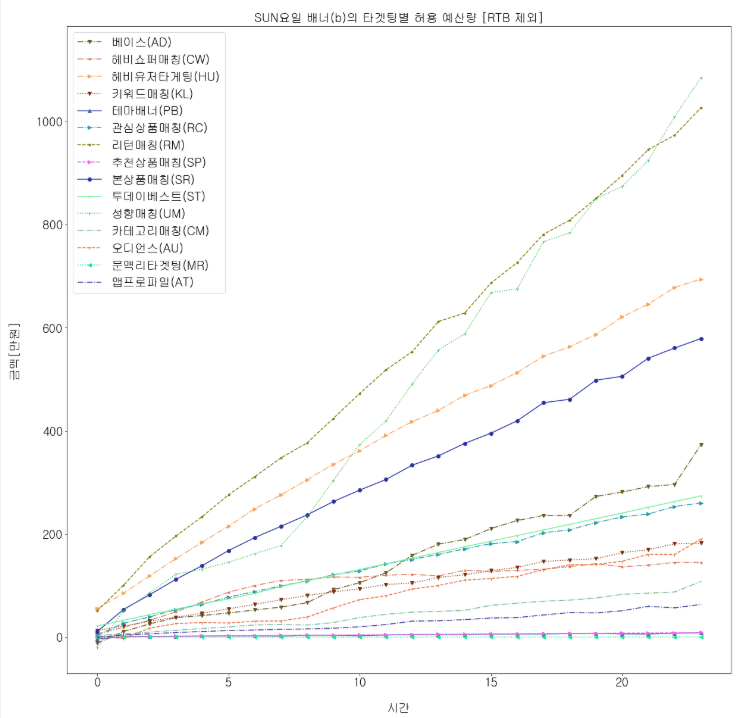 SUN요일 배너(b)의 타겟팅별 허용 예산량 [RTB 제외]
베이스(AD)
헤비쇼퍼매칭(CW)
헤비유저타게팅(HU)
키워드매칭(KL)
테마배너(PB)
관심상품매칭(RC)
리턴매칭(RM)
추천상품매칭(SP)
본상품매칭(SR)
투데이베스트(ST)
성향매칭(UM)
카테고리매칭(CM)
오디언스(AU)
문맥리타겟팅(MR)
앱프로파일(AT)
금액[만원]
1000
800
600
400
200
0
0 5 10 15 20
시간